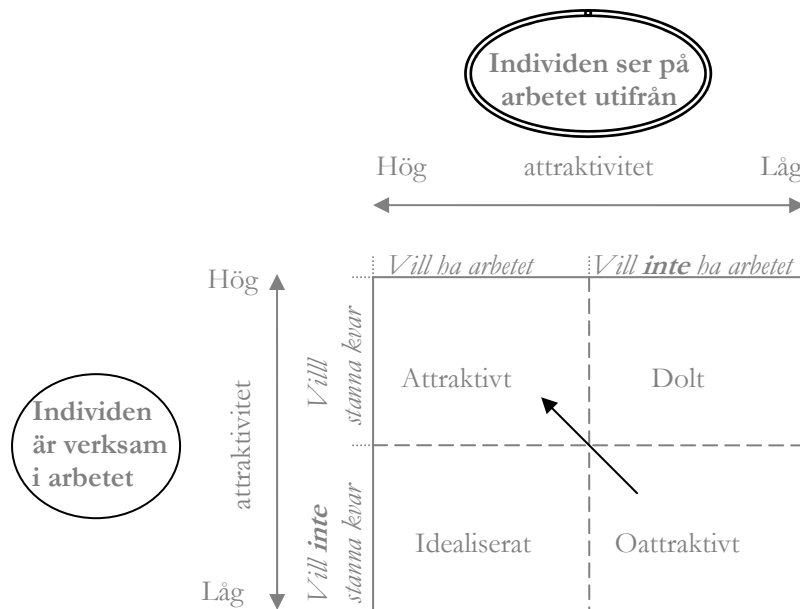 Individen ser på
arbetet utifrån
Hög attraktivitet Låg
Vill ha arbetet Vill inte ha arbetet
Hög
Villl
stanna kvar
Attraktivt Dolt
Individen
är verksam
i arbetet
attraktivitet
Vill inte
stanna kvar
Idealiserat Oattraktivt
Låg